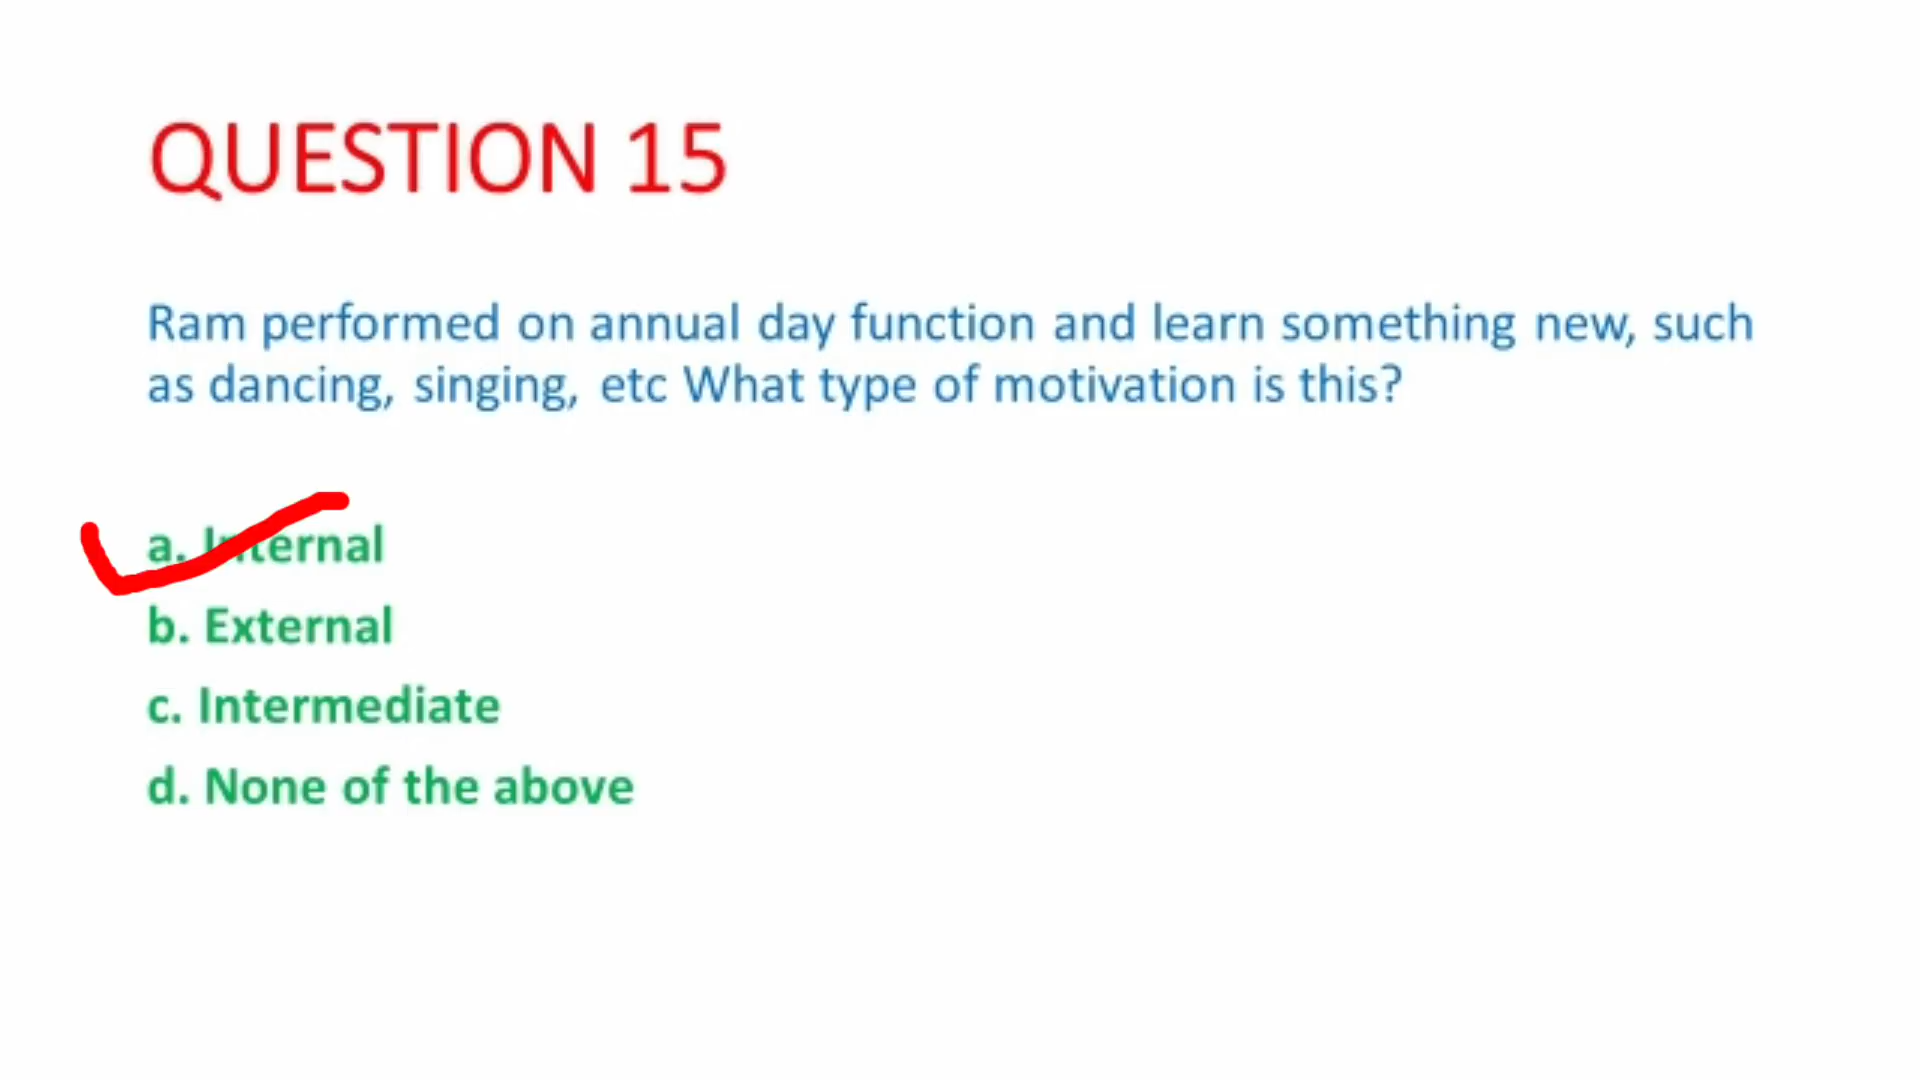 QUESTION 15
Ram performed on annual day function and learn something new, such
as dancing, singing, etc What type of motivation is this?
a. Internal
b. External
c. Intermediate
d. None of the above